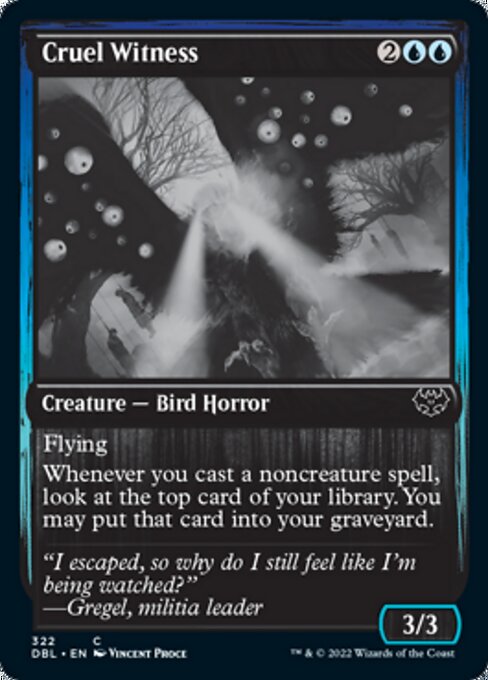 Cruel Witness 2
Creature — Bird Horror
Flying
Whenever you cast a noncreature spell,
look at the top card of your library. You
may put that card into your graveyard.
“I escaped, so why do I still feel like I’m
being watched?”
—Gregel, militia leader
3/3
322 C
DBL • EN Vincent Proce
™ & © 2022 Wizards of the Coast